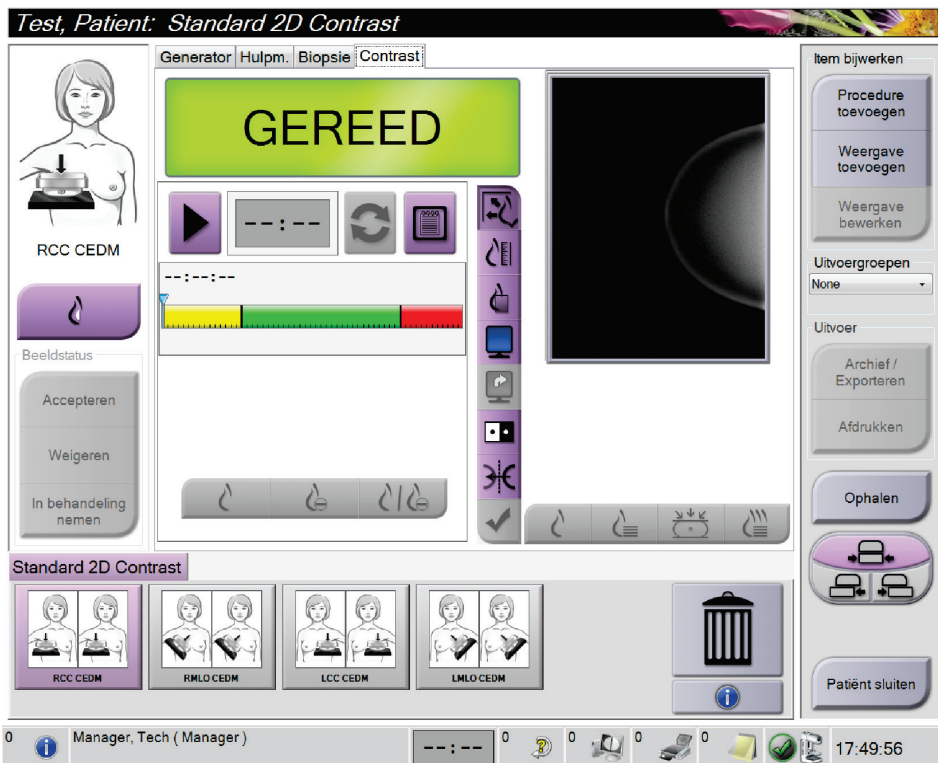 Test, Patient: Standard 2D Contrast
Generator Hulpm. Biopsie Contrast
GEREED
--:--
--:--:--
RCC CEDM
Beeldstatus
Accepteren
Weigeren
In behandeling
nemen
Item bijwerken
Procedure
toevoegen
Weergave
toevoegen
Weergave
bewerken
Uitvoergroepen
None
Uitvoer
Archief /
Exporteren
Afdrukken
Ophalen
Patiënt sluiten
Standard 2D Contrast
RCC CEDM
RMLO CEDM
LCC CEDM
LMLO CEDM
0 Manager, Tech ( Manager ) --:-- 0 0 0 0 17:49:56